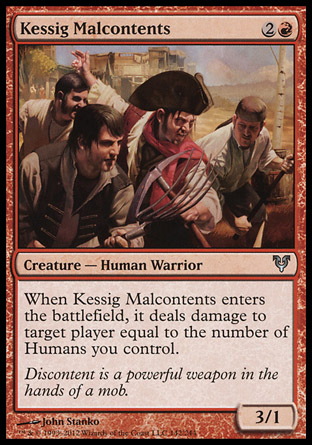 Kessig Malcontents 2
Creature — Human Warrior
When Kessig Malcontents enters
the battlefield, it deals damage to
target player equal to the number of
Humans you control.
Discontent is a powerful weapon in the
hands of a mob.
3/1
John Stanko